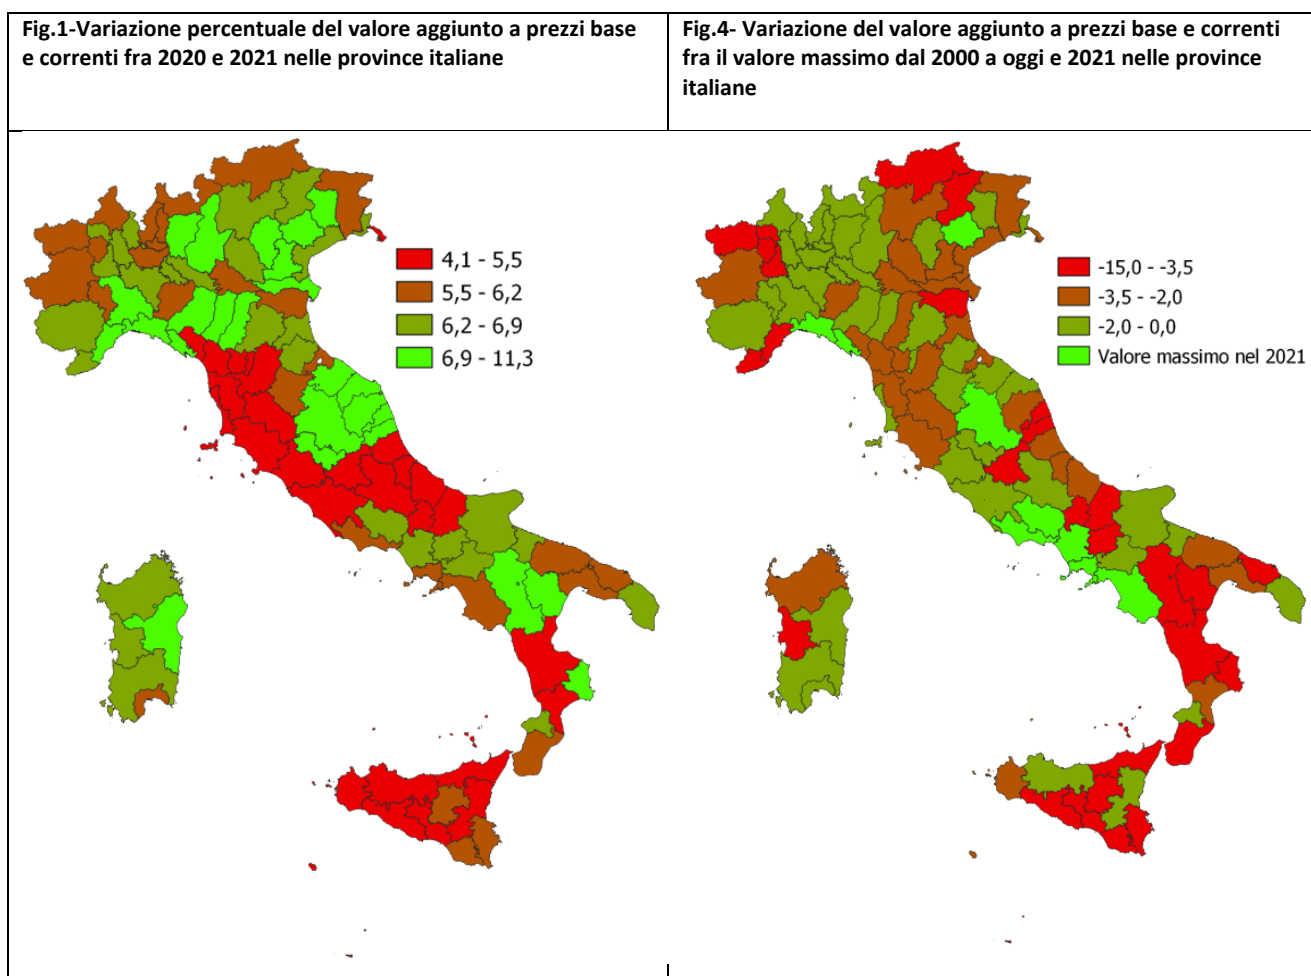 Fig.1-Variazione percentuale del valore aggiunto a prezzi base
e correnti fra 2020 e 2021 nelle province italiane
Fig.4- Variazione del valore aggiunto a prezzi base e correnti
fra il valore massimo dal 2000 a oggi e 2021 nelle province
italiane
4,1 - 5,5
5,5 - 6,2
6,2 - 6,9
6,9 - 11,3
-15,0 - -3,5
-3,5 - -2,0
-2,0 - 0,0
Valore massimo nel 2021